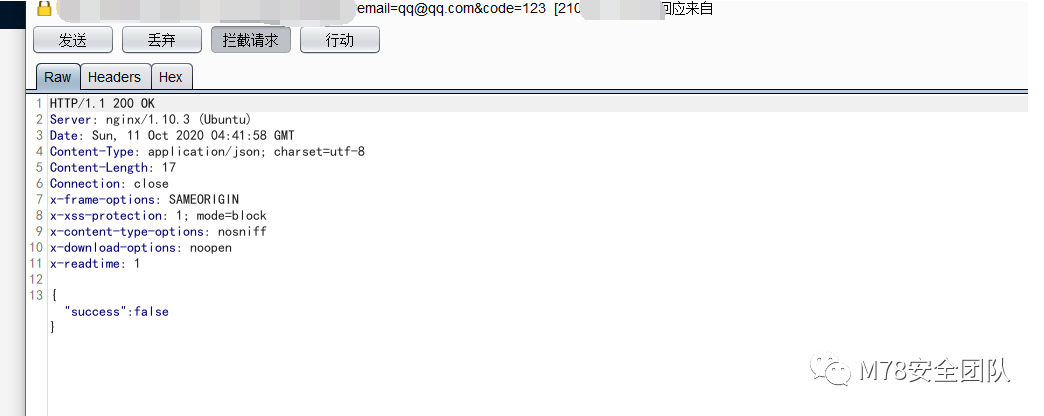 email=qq@qq.com&code=123 [210 回应来自
发送 丢弃 拦截请求 行动
Raw Headers Hex
1 HTTP/1.1 200 OK
2 Server: nginx/1.10.3 (Ubuntu)
3 Date: Sun, 11 Oct 2020 04:41:58 GMT
4 Content-Type: application/json; charset=utf-8
5 Content-Length: 17
6 Connection: close
7 x-frame-options: SAMEORIGIN
8 x-xss-protection: 1; mode=block
9 x-content-type-options: nosniff
10 x-download-options: noopen
11 x-readtime: 1
12
13 {
"success":false
}
M78安全团队